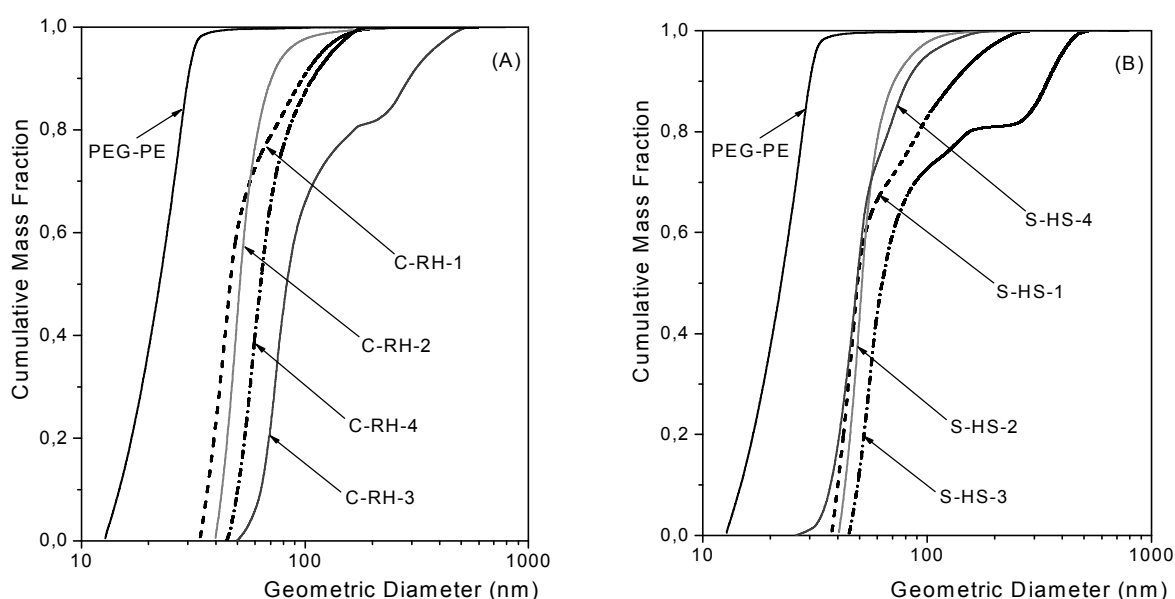 1,0
(A)
0,8
PEG-PE
0,6
C-RH-1
0,4
C-RH-2
C-RH-4
0,2
C-RH-3
0,0
10
100
1000
Geometric Diameter (nm)
Cumulative Mass Fraction
1,0
(B)
0,8
PEG-PE
S-HS-4
0,6
S-HS-1
0,4
S-HS-2
0,2
S-HS-3
0,0
10
100
1000
Geometric Diameter (nm)
Cumulative Mass Fraction